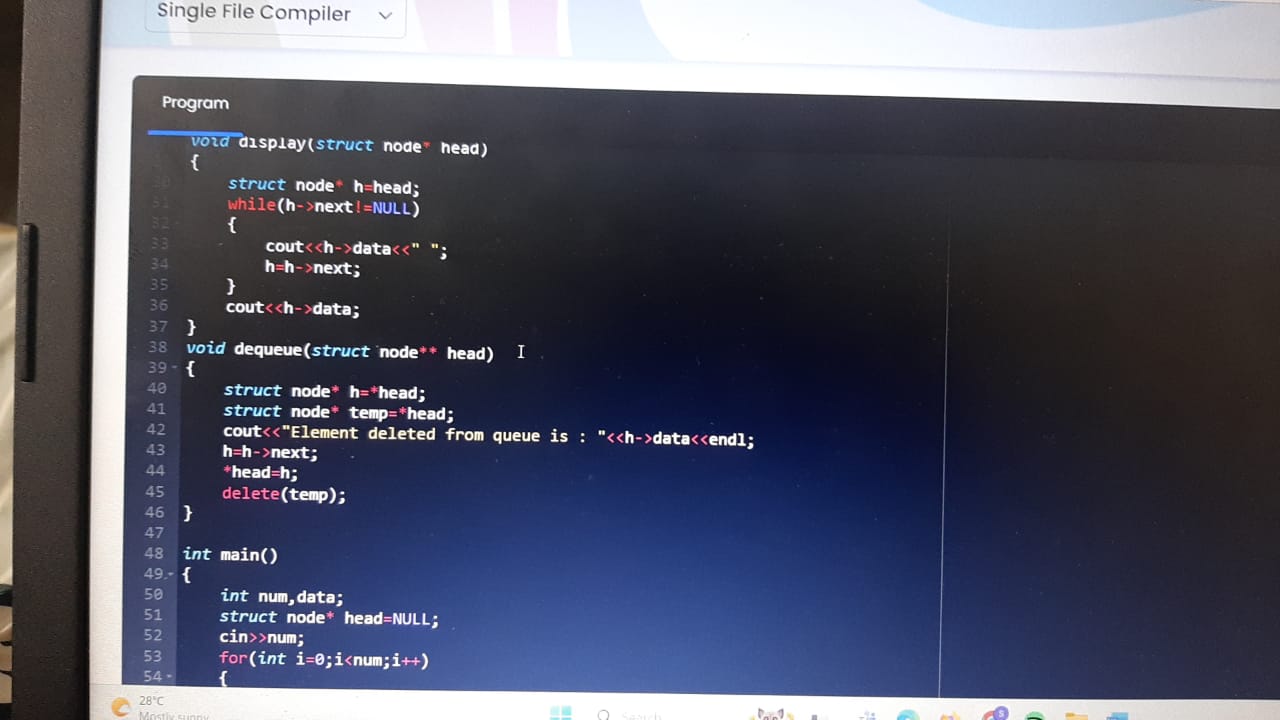 Single File Compiler
Program
void display(struct node* head)
{
30 struct node* h=head;
31 while(h->next!=NULL)
32 {
33 cout<<h->data<<" ";
34 h=h->next;
35 }
36 cout<<h->data;
37 }
38 void dequeue(struct node** head)
39 {
40 struct node* h=*head;
41 struct node* temp=*head;
42 cout<<"Element deleted from queue is : "<<h->data<<endl;
43 h=h->next;
44 *head=h;
45 delete(temp);
46 }
47
48 int main()
49 {
50 int num,data;
51 struct node* head=NULL;
52 cin>>num;
53 for(int i=0;i<num;i++)
54 {
28°C
Mostly sunny
Search